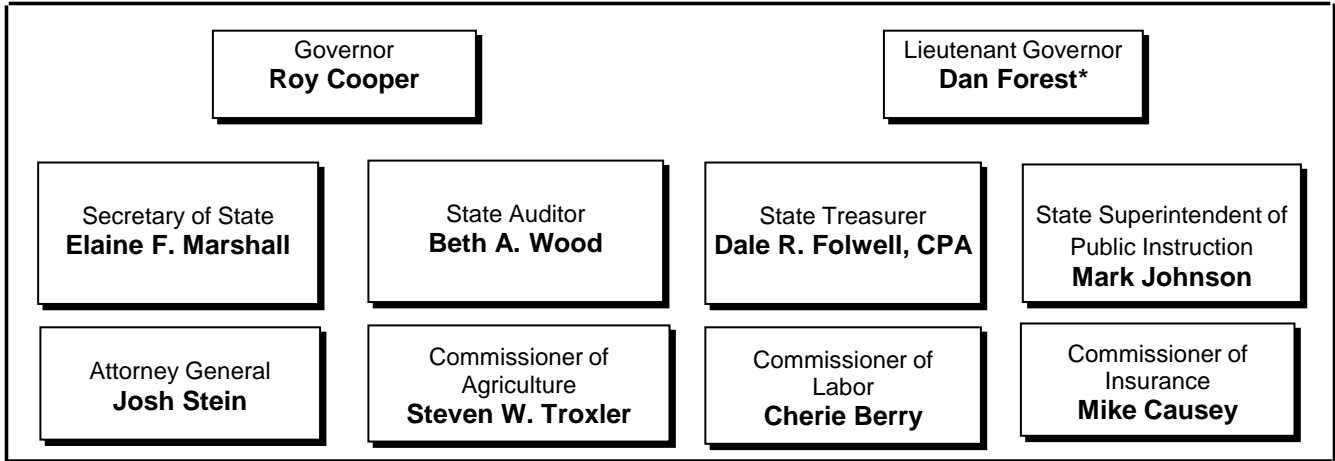 Governor
Roy Cooper
Lieutenant Governor
Dan Forest*
Secretary of State
Elaine F. Marshall
State Auditor
Beth A. Wood
State Treasurer
Dale R. Folwell, CPA
State Superintendent of
Public Instruction
Mark Johnson
Attorney General
Josh Stein
Commissioner of
Agriculture
Steven W. Troxler
Commissioner of
Labor
Cherie Berry
Commissioner of
Insurance
Mike Causey